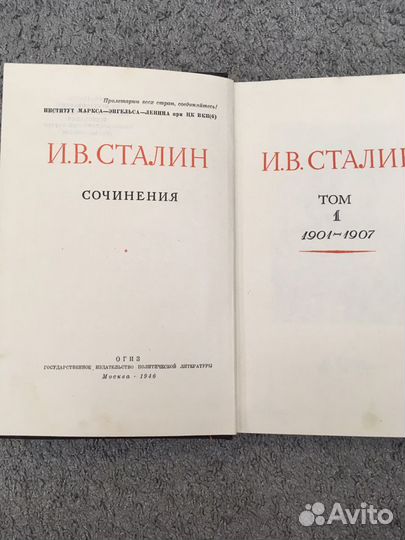 Пролетарии всех стран, соединяйтесь!
ИНСТИТУТ МАРКСА—ЭНГЕЛЬСА—ЛЕНИНА при ЦК ВКП(б)
И.В.СТАЛИН
СОЧИНЕНИЯ
ОГИЗ
ГОСУДАРСТВЕННОЕ ИЗДАТЕЛЬСТВО ПОЛИТИЧЕСКОЙ ЛИТЕРАТУРЫ
Москва · 1946
И.В.СТАЛИН
ТОМ
1
1901–1907
Avito